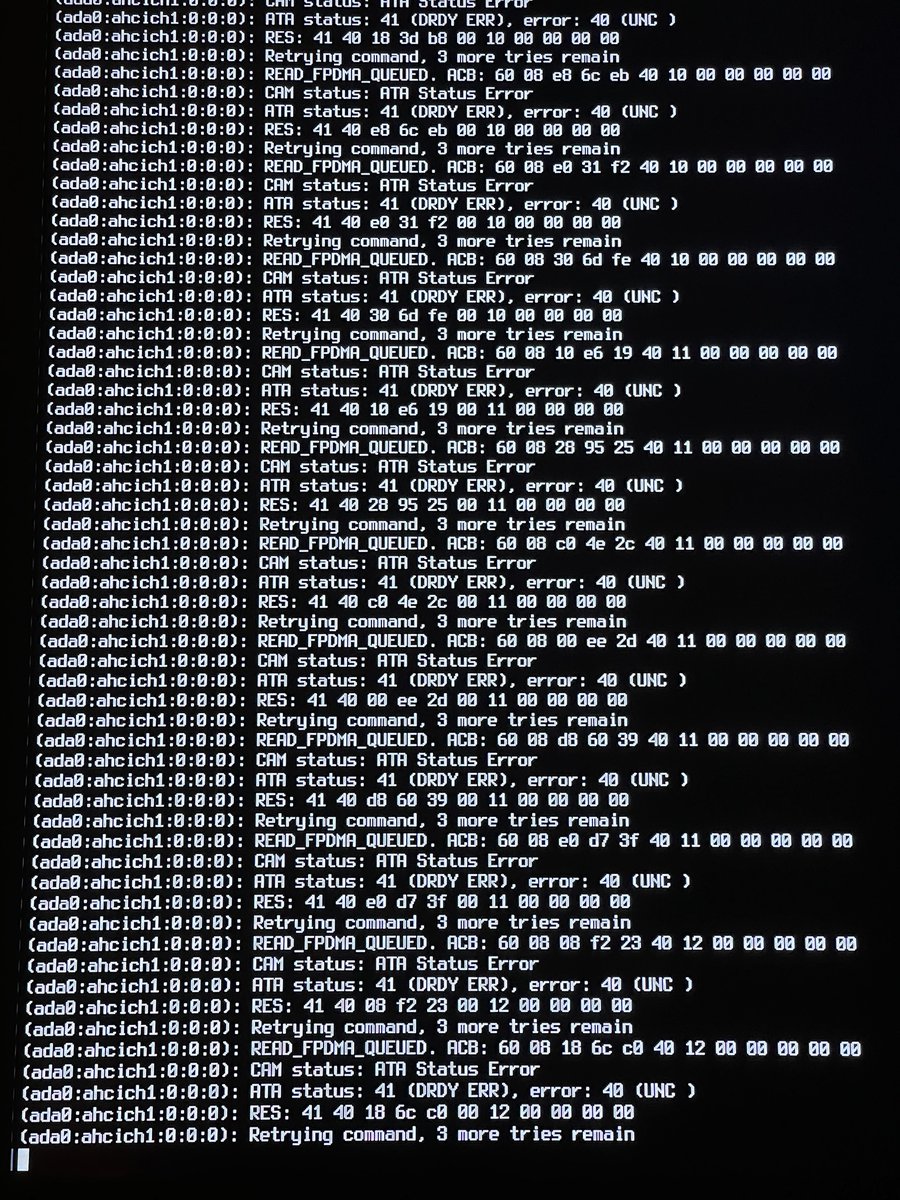 (ada0:ahcich1:0:0:0): CAM status: ATA Status Error
(ada0:ahcich1:0:0:0): ATA status: 41 (DRDY ERR), error: 40 (UNC )
(ada0:ahcich1:0:0:0): RES: 41 40 18 3d b8 00 10 00 00 00 00
(ada0:ahcich1:0:0:0): Retrying command, 3 more tries remain
(ada0:ahcich1:0:0:0): READ_FPDMA_QUEUED. ACB: 60 08 e8 6c eb 40 10 00 00 00 00 00
(ada0:ahcich1:0:0:0): CAM status: ATA Status Error
(ada0:ahcich1:0:0:0): ATA status: 41 (DRDY ERR), error: 40 (UNC )
(ada0:ahcich1:0:0:0): RES: 41 40 e8 6c eb 00 10 00 00 00 00
(ada0:ahcich1:0:0:0): Retrying command, 3 more tries remain
(ada0:ahcich1:0:0:0): READ_FPDMA_QUEUED. ACB: 60 08 e0 31 f2 40 10 00 00 00 00 00
(ada0:ahcich1:0:0:0): CAM status: ATA Status Error
(ada0:ahcich1:0:0:0): ATA status: 41 (DRDY ERR), error: 40 (UNC )
(ada0:ahcich1:0:0:0): RES: 41 40 e0 31 f2 00 10 00 00 00 00
(ada0:ahcich1:0:0:0): Retrying command, 3 more tries remain
(ada0:ahcich1:0:0:0): READ_FPDMA_QUEUED. ACB: 60 08 30 6d fe 40 10 00 00 00 00 00
(ada0:ahcich1:0:0:0): CAM status: ATA Status Error
(ada0:ahcich1:0:0:0): ATA status: 41 (DRDY ERR), error: 40 (UNC )
(ada0:ahcich1:0:0:0): RES: 41 40 30 6d fe 00 10 00 00 00 00
(ada0:ahcich1:0:0:0): Retrying command, 3 more tries remain
(ada0:ahcich1:0:0:0): READ_FPDMA_QUEUED. ACB: 60 08 10 e6 19 40 11 00 00 00 00 00
(ada0:ahcich1:0:0:0): CAM status: ATA Status Error
(ada0:ahcich1:0:0:0): ATA status: 41 (DRDY ERR), error: 40 (UNC )
(ada0:ahcich1:0:0:0): RES: 41 40 10 e6 19 00 11 00 00 00 00
(ada0:ahcich1:0:0:0): Retrying command, 3 more tries remain
(ada0:ahcich1:0:0:0): READ_FPDMA_QUEUED. ACB: 60 08 28 95 25 40 11 00 00 00 00 00
(ada0:ahcich1:0:0:0): CAM status: ATA Status Error
(ada0:ahcich1:0:0:0): ATA status: 41 (DRDY ERR), error: 40 (UNC )
(ada0:ahcich1:0:0:0): RES: 41 40 28 95 25 00 11 00 00 00 00
(ada0:ahcich1:0:0:0): Retrying command, 3 more tries remain
(ada0:ahcich1:0:0:0): READ_FPDMA_QUEUED. ACB: 60 08 c0 4e 2c 40 11 00 00 00 00 00
(ada0:ahcich1:0:0:0): CAM status: ATA Status Error
(ada0:ahcich1:0:0:0): ATA status: 41 (DRDY ERR), error: 40 (UNC )
(ada0:ahcich1:0:0:0): RES: 41 40 c0 4e 2c 00 11 00 00 00 00
(ada0:ahcich1:0:0:0): Retrying command, 3 more tries remain
(ada0:ahcich1:0:0:0): READ_FPDMA_QUEUED. ACB: 60 08 00 ee 2d 40 11 00 00 00 00 00
(ada0:ahcich1:0:0:0): CAM status: ATA Status Error
(ada0:ahcich1:0:0:0): ATA status: 41 (DRDY ERR), error: 40 (UNC )
(ada0:ahcich1:0:0:0): RES: 41 40 00 ee 2d 00 11 00 00 00 00
(ada0:ahcich1:0:0:0): Retrying command, 3 more tries remain
(ada0:ahcich1:0:0:0): READ_FPDMA_QUEUED. ACB: 60 08 d8 60 39 40 11 00 00 00 00 00
(ada0:ahcich1:0:0:0): CAM status: ATA Status Error
(ada0:ahcich1:0:0:0): ATA status: 41 (DRDY ERR), error: 40 (UNC )
(ada0:ahcich1:0:0:0): RES: 41 40 d8 60 39 00 11 00 00 00 00
(ada0:ahcich1:0:0:0): Retrying command, 3 more tries remain
(ada0:ahcich1:0:0:0): READ_FPDMA_QUEUED. ACB: 60 08 e0 d7 3f 40 11 00 00 00 00 00
(ada0:ahcich1:0:0:0): CAM status: ATA Status Error
(ada0:ahcich1:0:0:0): ATA status: 41 (DRDY ERR), error: 40 (UNC )
(ada0:ahcich1:0:0:0): RES: 41 40 e0 d7 3f 00 11 00 00 00 00
(ada0:ahcich1:0:0:0): Retrying command, 3 more tries remain
(ada0:ahcich1:0:0:0): READ_FPDMA_QUEUED. ACB: 60 08 08 f2 23 40 12 00 00 00 00 00
(ada0:ahcich1:0:0:0): CAM status: ATA Status Error
(ada0:ahcich1:0:0:0): ATA status: 41 (DRDY ERR), error: 40 (UNC )
(ada0:ahcich1:0:0:0): RES: 41 40 08 f2 23 00 12 00 00 00 00
(ada0:ahcich1:0:0:0): Retrying command, 3 more tries remain
(ada0:ahcich1:0:0:0): READ_FPDMA_QUEUED. ACB: 60 08 18 6c c0 40 12 00 00 00 00 00
(ada0:ahcich1:0:0:0): CAM status: ATA Status Error
(ada0:ahcich1:0:0:0): ATA status: 41 (DRDY ERR), error: 40 (UNC )
(ada0:ahcich1:0:0:0): RES: 41 40 18 6c c0 00 12 00 00 00 00
(ada0:ahcich1:0:0:0): Retrying command, 3 more tries remain